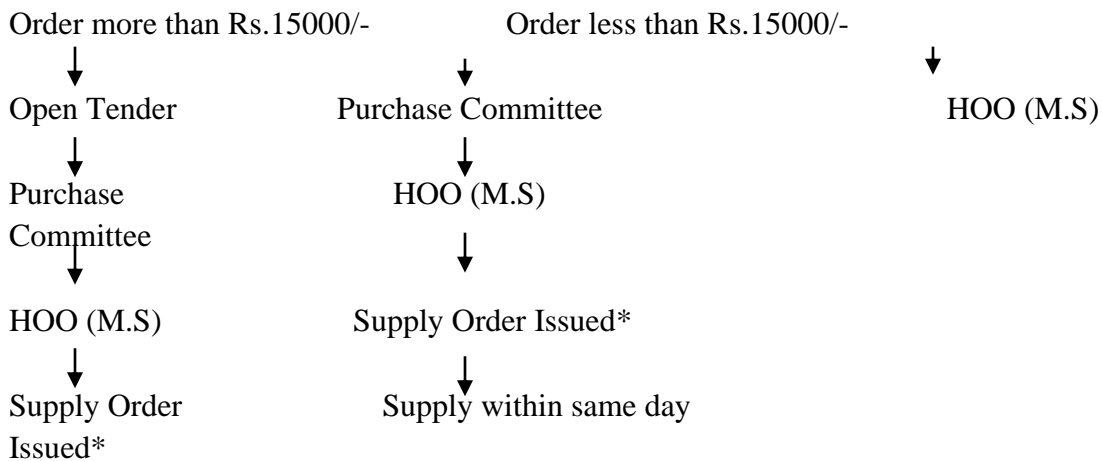 Order more than Rs.15000/- Order less than Rs.15000/-
Open Tender Purchase Committee HOO (M.S)
Purchase HOO (M.S)
Committee
HOO (M.S) Supply Order Issued*
Supply Order Supply within same day
Issued*